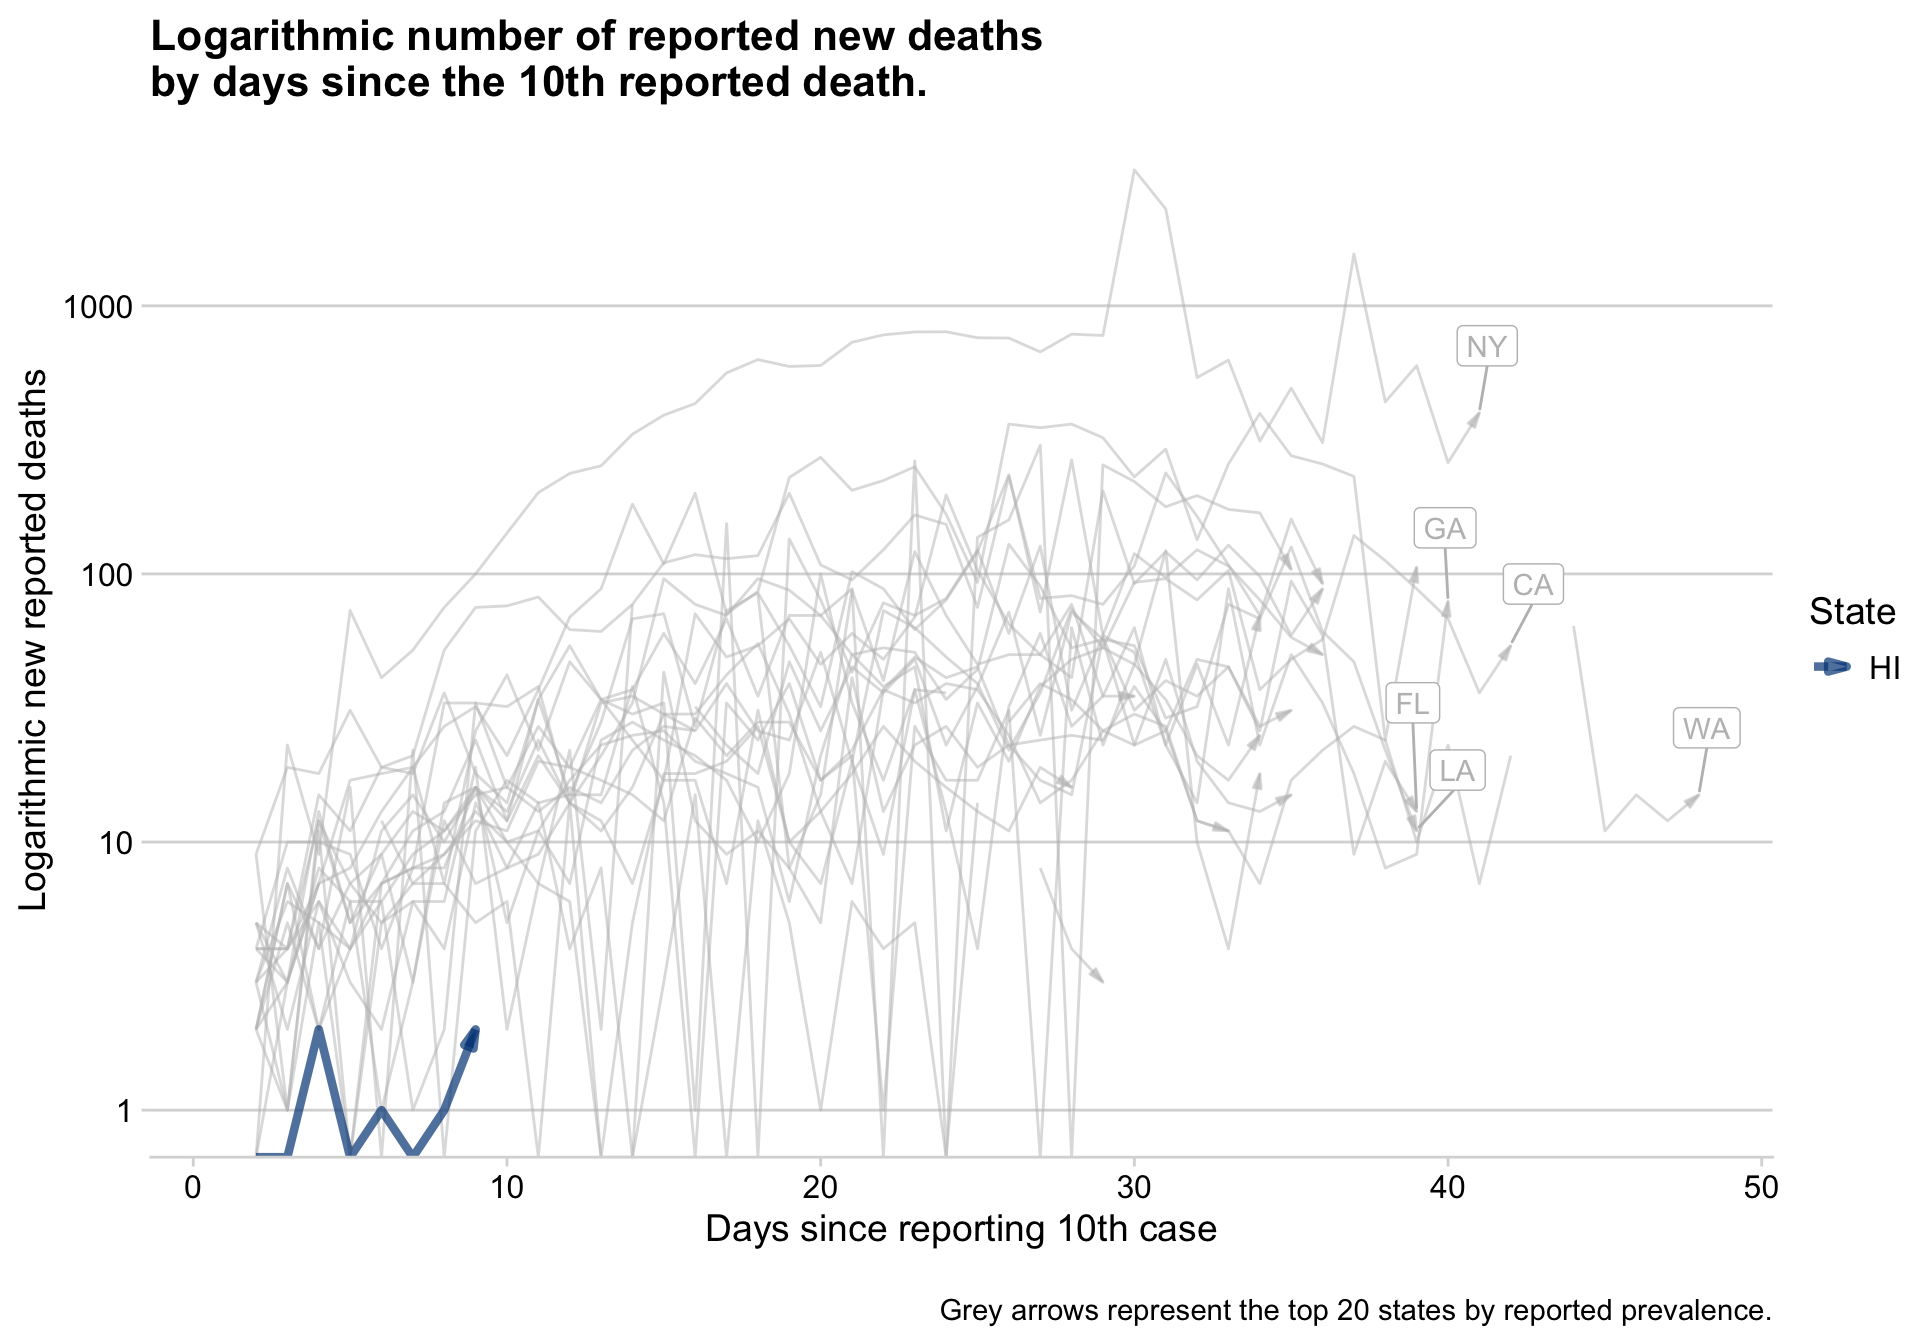 Logarithmic number of reported new deaths
by days since the 10th reported death.
Logarithmic new reported deaths
1000
100
10
1
NY
GA
CA
FL
LA
WA
State
HI
0 10 20 30 40 50
Days since reporting 10th case
Grey arrows represent the top 20 states by reported prevalence.